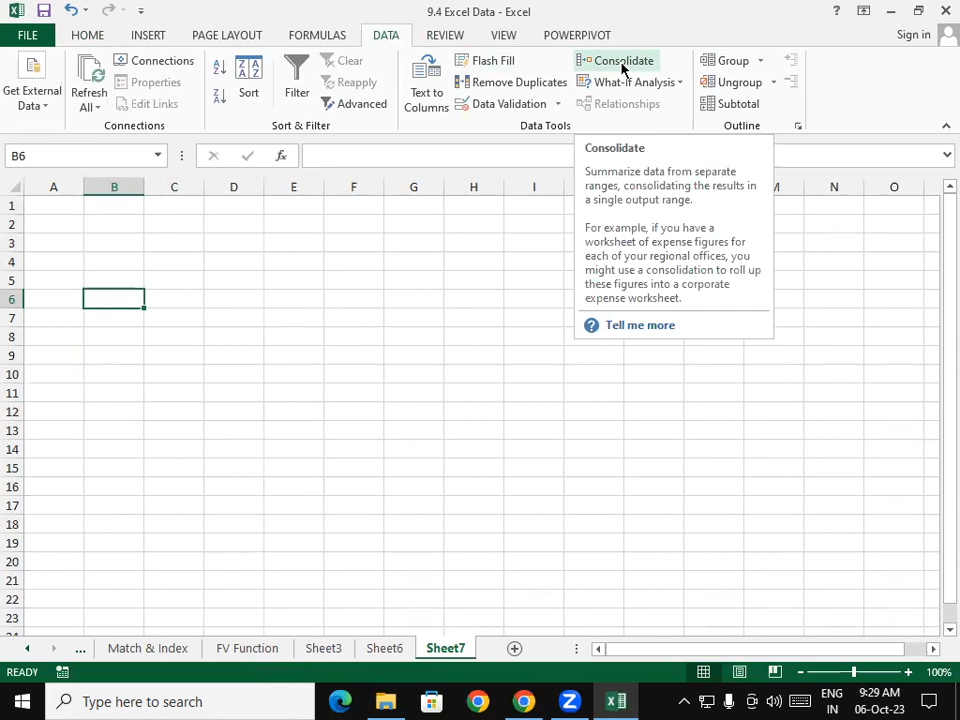 9.4 Excel Data - Excel
FILE HOME INSERT PAGE LAYOUT FORMULAS DATA REVIEW VIEW POWERPIVOT Sign in
Get External Data
Refresh All
Connections
Properties
Edit Links
Connections
Sort
Filter
Clear
Reapply
Advanced
Sort & Filter
Text to Columns
Flash Fill
Remove Duplicates
Data Validation
Consolidate
What-If Analysis
Relationships
Data Tools
Group
Ungroup
Subtotal
Outline
B6
fx
Consolidate
Summarize data from separate
ranges, consolidating the results in
a single output range.
For example, if you have a
worksheet of expense figures for
each of your regional offices, you
might use a consolidation to roll up
these figures into a corporate
expense worksheet.
Tell me more
A B C D E F G H I M N O
1
2
3
4
5
6
7
8
9
10
11
12
13
14
15
16
17
18
19
20
21
22
23
... Match & Index FV Function Sheet3 Sheet6 Sheet7
READY 100%
Type here to search
ENG
IN
9:29 AM
06-Oct-23